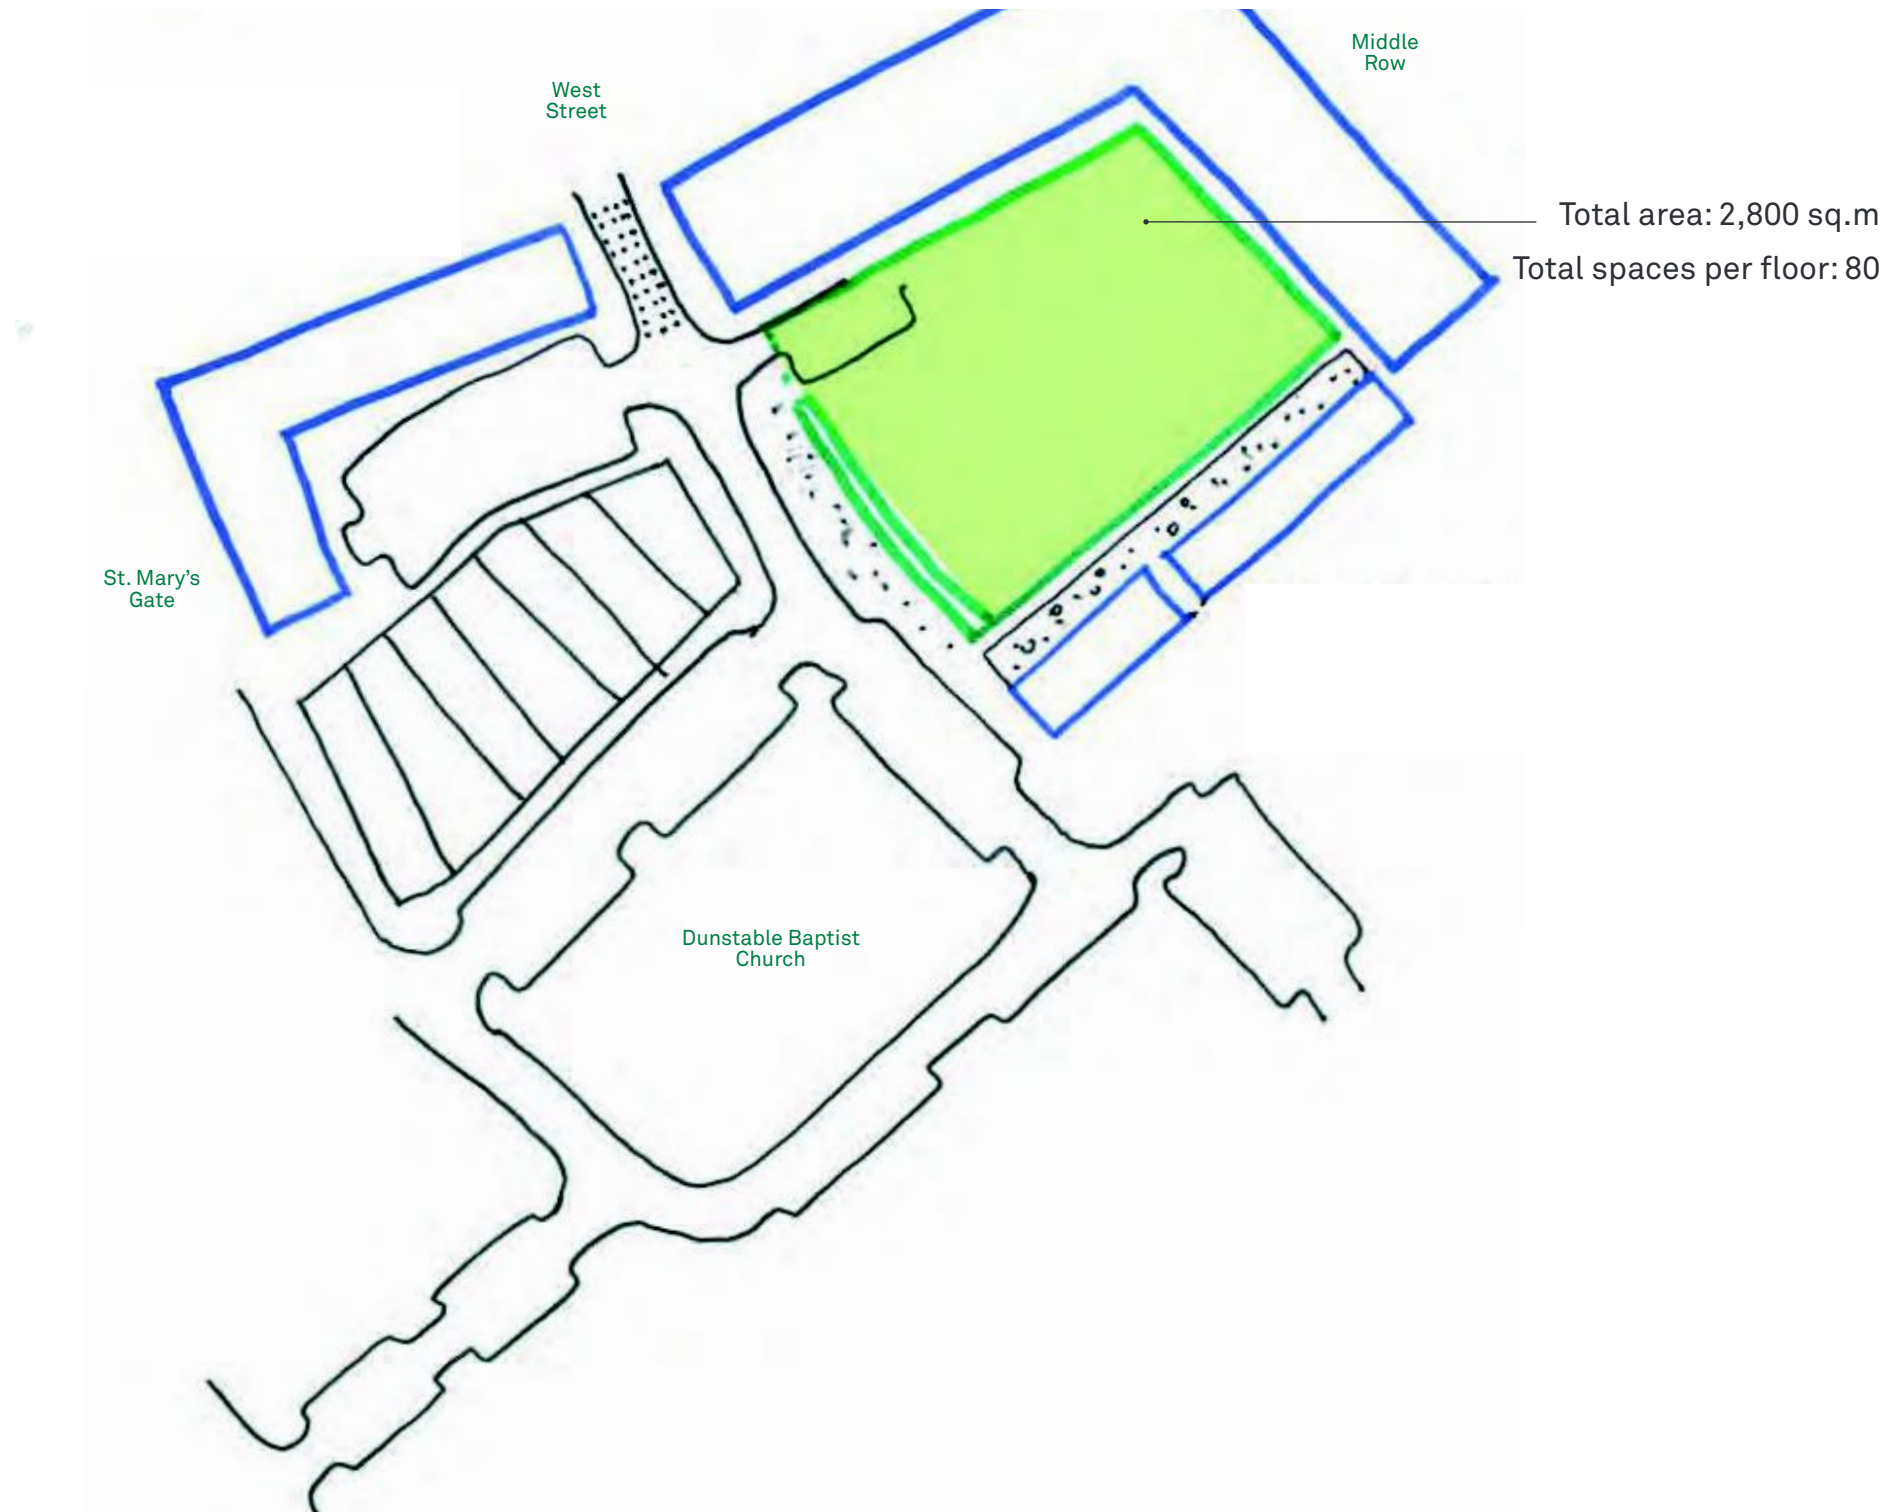 Middle
Row
West
Street
Total area: 2,800 sq.m
Total spaces per floor: 80
St. Mary’s
Gate
Dunstable Baptist
Church